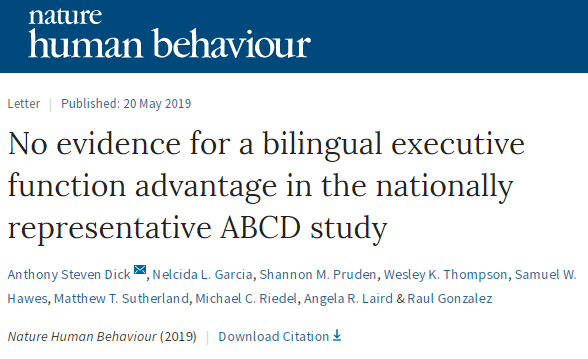 nature
human behaviour
Letter | Published: 20 May 2019
No evidence for a bilingual executive
function advantage in the nationally
representative ABCD study
Anthony Steven Dick, Nelcida L. Garcia, Shannon M. Pruden, Wesley K. Thompson, Samuel W.
Hawes, Matthew T. Sutherland, Michael C. Riedel, Angela R. Laird & Raul Gonzalez
Nature Human Behaviour (2019) | Download Citation